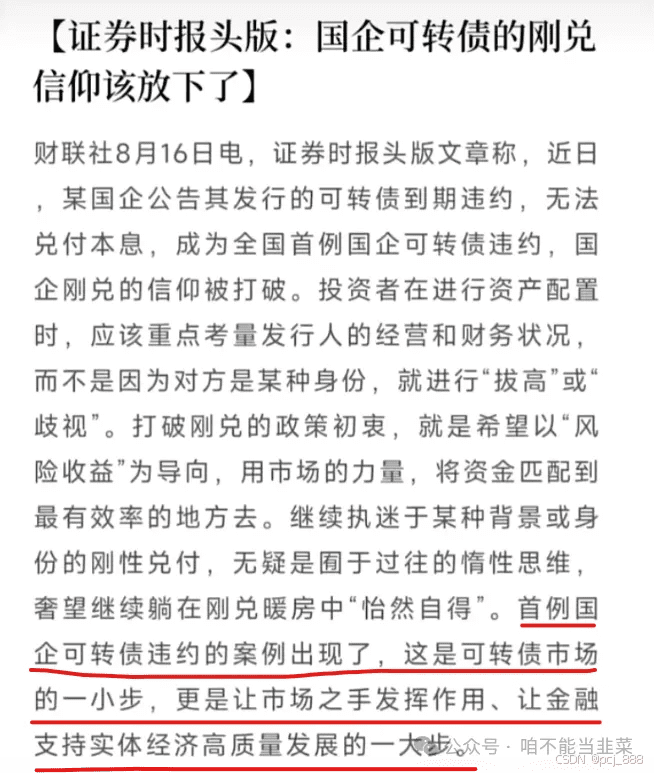 【证券时报头版：国企可转债的刚兑
信仰该放下了】
财联社8月16日电，证券时报头版文章称，近日
，某国企公告其发行的可转债到期违约，无法
兑付本息，成为全国首例国企可转债违约，国
企刚兑的信仰被打破。投资者在进行资产配置
时，应该重点考量发行人的经营和财务状况，
而不是因为对方是某种身份，就进行“拔高”或“
歧视”。打破刚兑的政策初衷，就是希望以“风
险收益”为导向，用市场的力量，将资金匹配到
最有效率的地方去。继续执迷于某种背景或身
份的刚性兑付，无疑是囿于过往的惰性思维，
奢望继续躺在刚兑暖房中“怡然自得”。首例国
企可转债违约的案例出现了，这是可转债市场
的一小步，更是让市场之手发挥作用、让金融
支持实体经济高质量发展的一大步。
公众号·咱不能当韭菜
CSDN @pcj_888